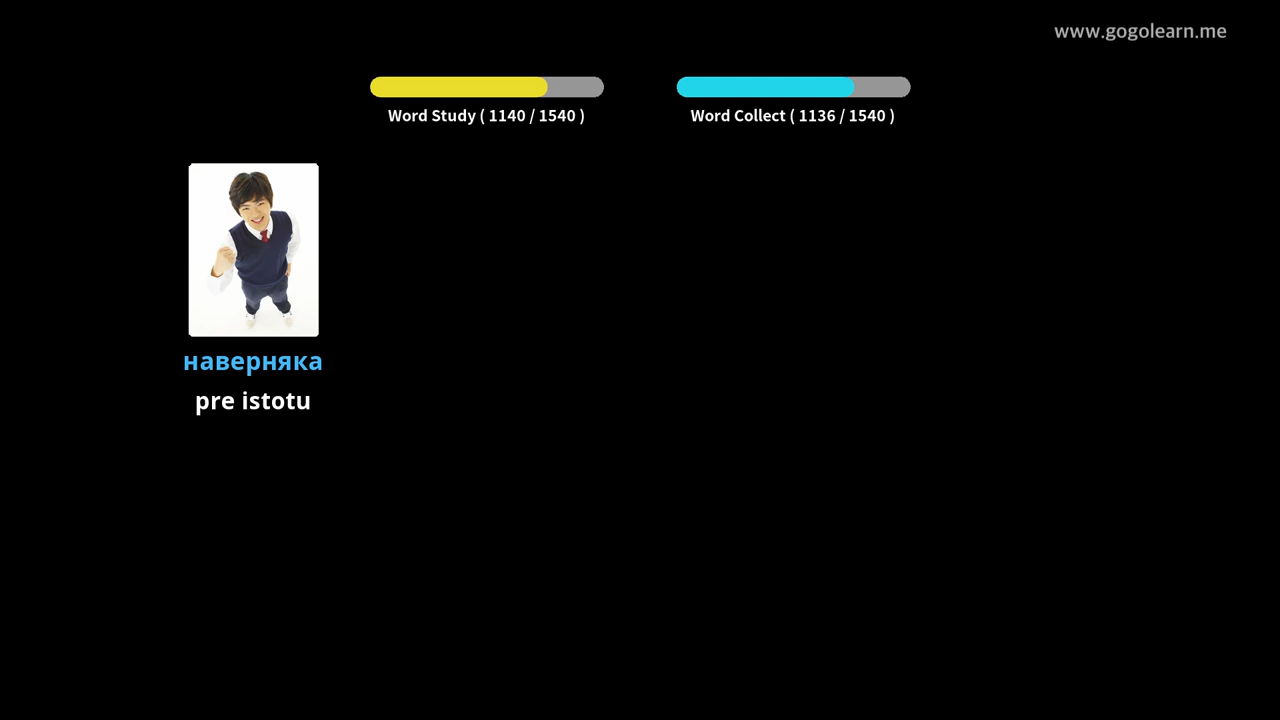 www.gogolearn.me
Word Study ( 1140 / 1540 )
Word Collect ( 1136 / 1540 )
наверняка
pre istotu